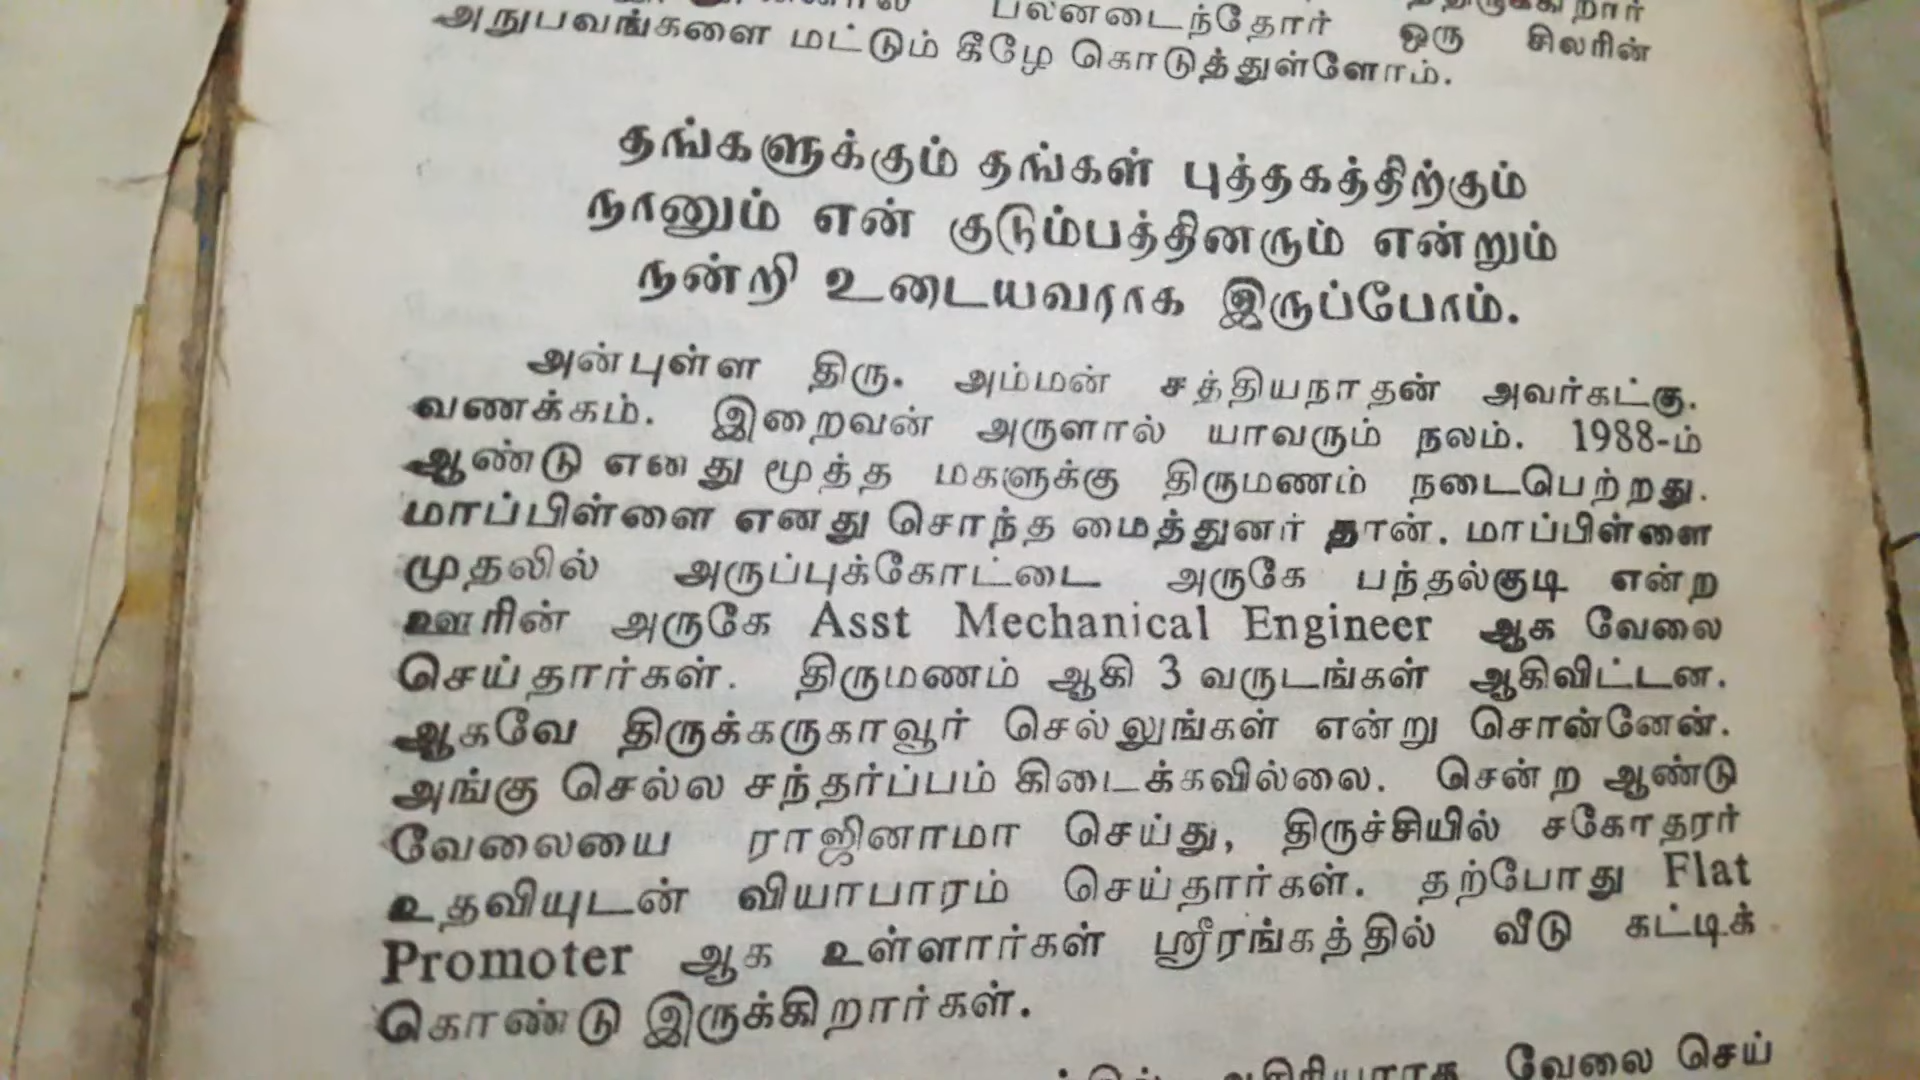 பலனடைந்தோர் ஒரு சிலரின்
அநுபவங்களை மட்டும் கீழே கொடுத்துள்ளோம்.
தங்களுக்கும் தங்கள் புத்தகத்திற்கும்
நானும் என் குடும்பத்தினரும் என்றும்
நன்றி உடையவராக இருப்போம்.
அன்புள்ள திரு. அம்மன் சத்தியநாதன் அவர்கட்கு.
வணக்கம். இறைவன் அருளால் யாவரும் நலம். 1988-ம்
ஆண்டு எனது மூத்த மகளுக்கு திருமணம் நடைபெற்றது.
மாப்பிள்ளை எனது சொந்த மைத்துனர் தான். மாப்பிள்ளை
முதலில் அருப்புக்கோட்டை அருகே பந்தல்குடி என்ற
ஊரின் அருகே Asst Mechanical Engineer ஆக வேலை
செய்தார்கள். திருமணம் ஆகி 3 வருடங்கள் ஆகிவிட்டன.
ஆகவே திருக்கருகாவூர் செல்லுங்கள் என்று சொன்னேன்.
அங்கு செல்ல சந்தர்ப்பம் கிடைக்கவில்லை. சென்ற ஆண்டு
வேலையை ராஜினாமா செய்து, திருச்சியில் சகோதரர்
உதவியுடன் வியாபாரம் செய்தார்கள். தற்போது Flat
Promoter ஆக உள்ளார்கள் ஸ்ரீரங்கத்தில் வீடு கட்டிக்
கொண்டு இருக்கிறார்கள்.
வேலை செய்